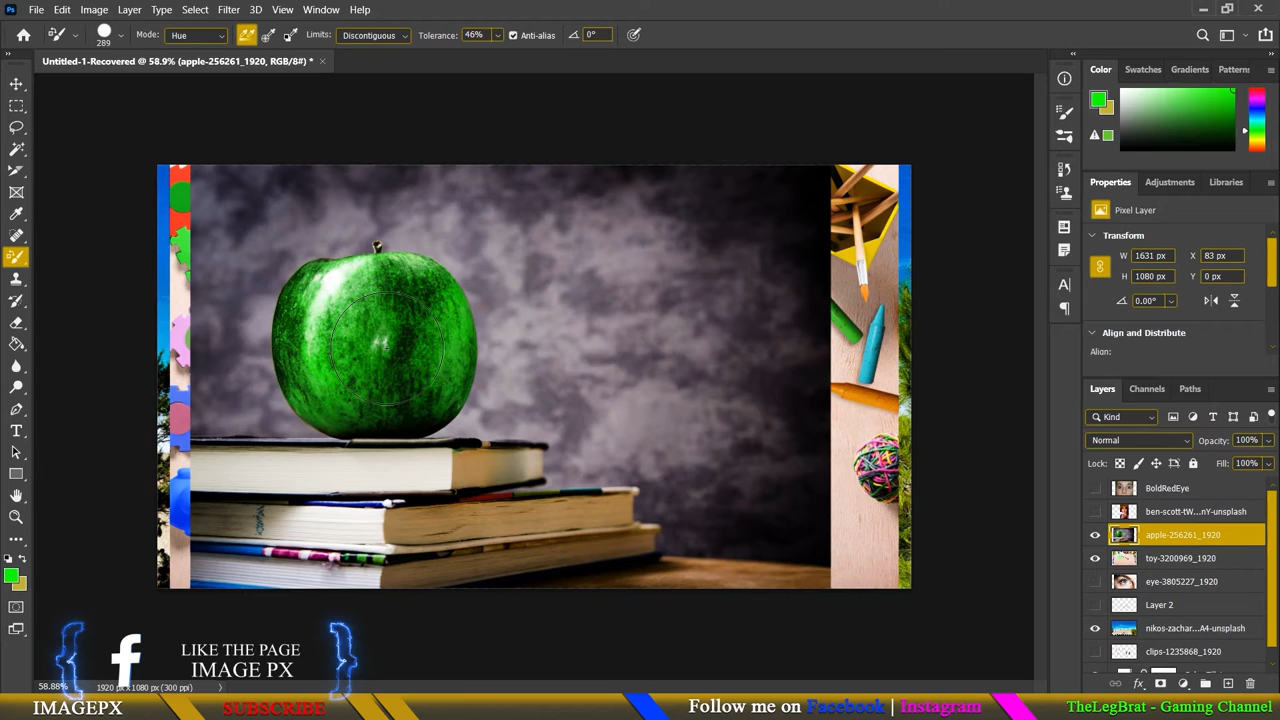 Ps File Edit Image Layer Type Select Filter 3D View Window Help
289 Mode: Hue Limits: Discontiguous Tolerance: 46% Anti-alias 0°
Untitled-1-Recovered @ 58.9% (apple-256261_1920, RGB/8#) *
Color Swatches Gradients Patterns
Properties Adjustments Libraries
Pixel Layer
Transform
W 1631 px X 83 px
H 1080 px Y 0 px
0.00°
Align and Distribute
Align:
Layers Channels Paths
Kind
Normal Opacity: 100%
Lock: Fill: 100%
BoldRedEye
ben-scott-tW...nY-unsplash
apple-256261_1920
toy-3200969_1920
eye-3805227_1920
Layer 2
nikos-zachar...A4-unsplash
clips-1235868_1920
{ f LIKE THE PAGE }
IMAGE PX
58.88% 1920 px x 1080 px (300 ppi)
IMAGEPX SUBSCRIBE Follow me on Facebook | Instagram TheLegBrat - Gaming Channel